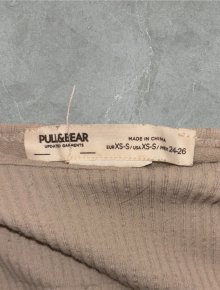 PULL&BEAR
UPDATED GARMENTS
MADE IN CHINA
EUR XS-S/USA XS-S/MEX 24-26